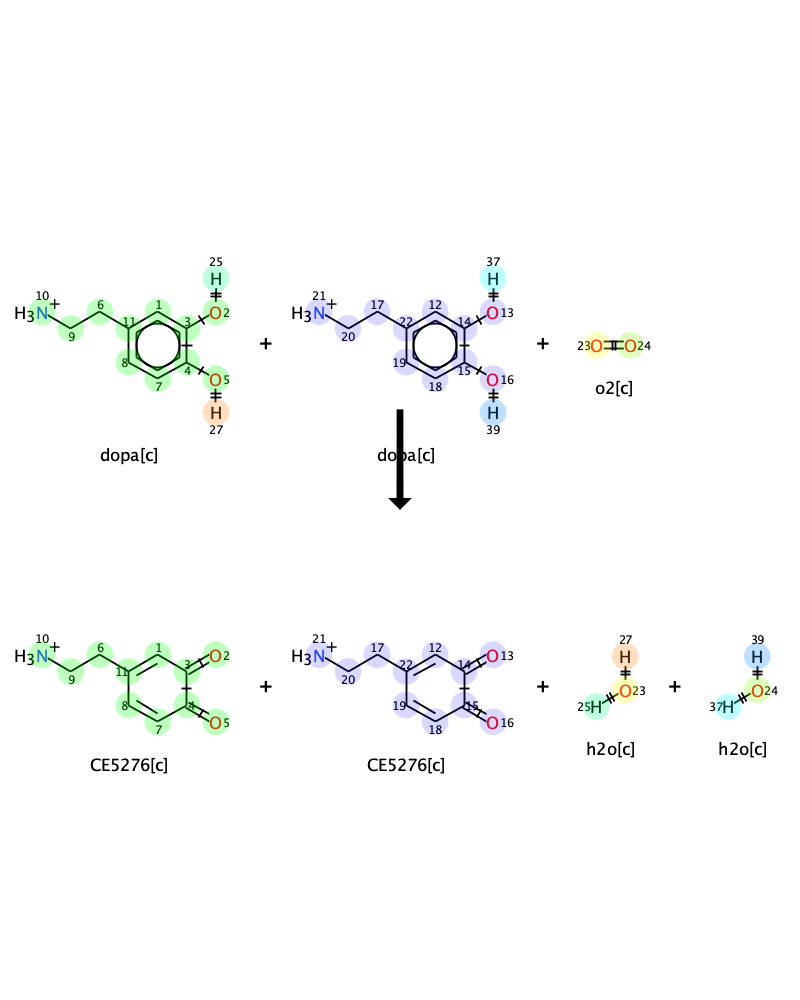 25 37
H H
10 1 21 12
H3N+ 6 3 O2 H3N+ 17 14 O13
9 11 20 22
+ + 23O O24
8 4 O5 19 15 O16
7 18
H H
27 39
o2[c]
dopa[c] dopa[c]
10 1 21 12 27 39
H3N+ 6 3 O2 H3N+ 17 14 O13 H H
9 11 20 22
+ + O23 + O24
8 4 O5 19 15 O16 25H 37H
7 18
h2o[c] h2o[c]
CE5276[c] CE5276[c]